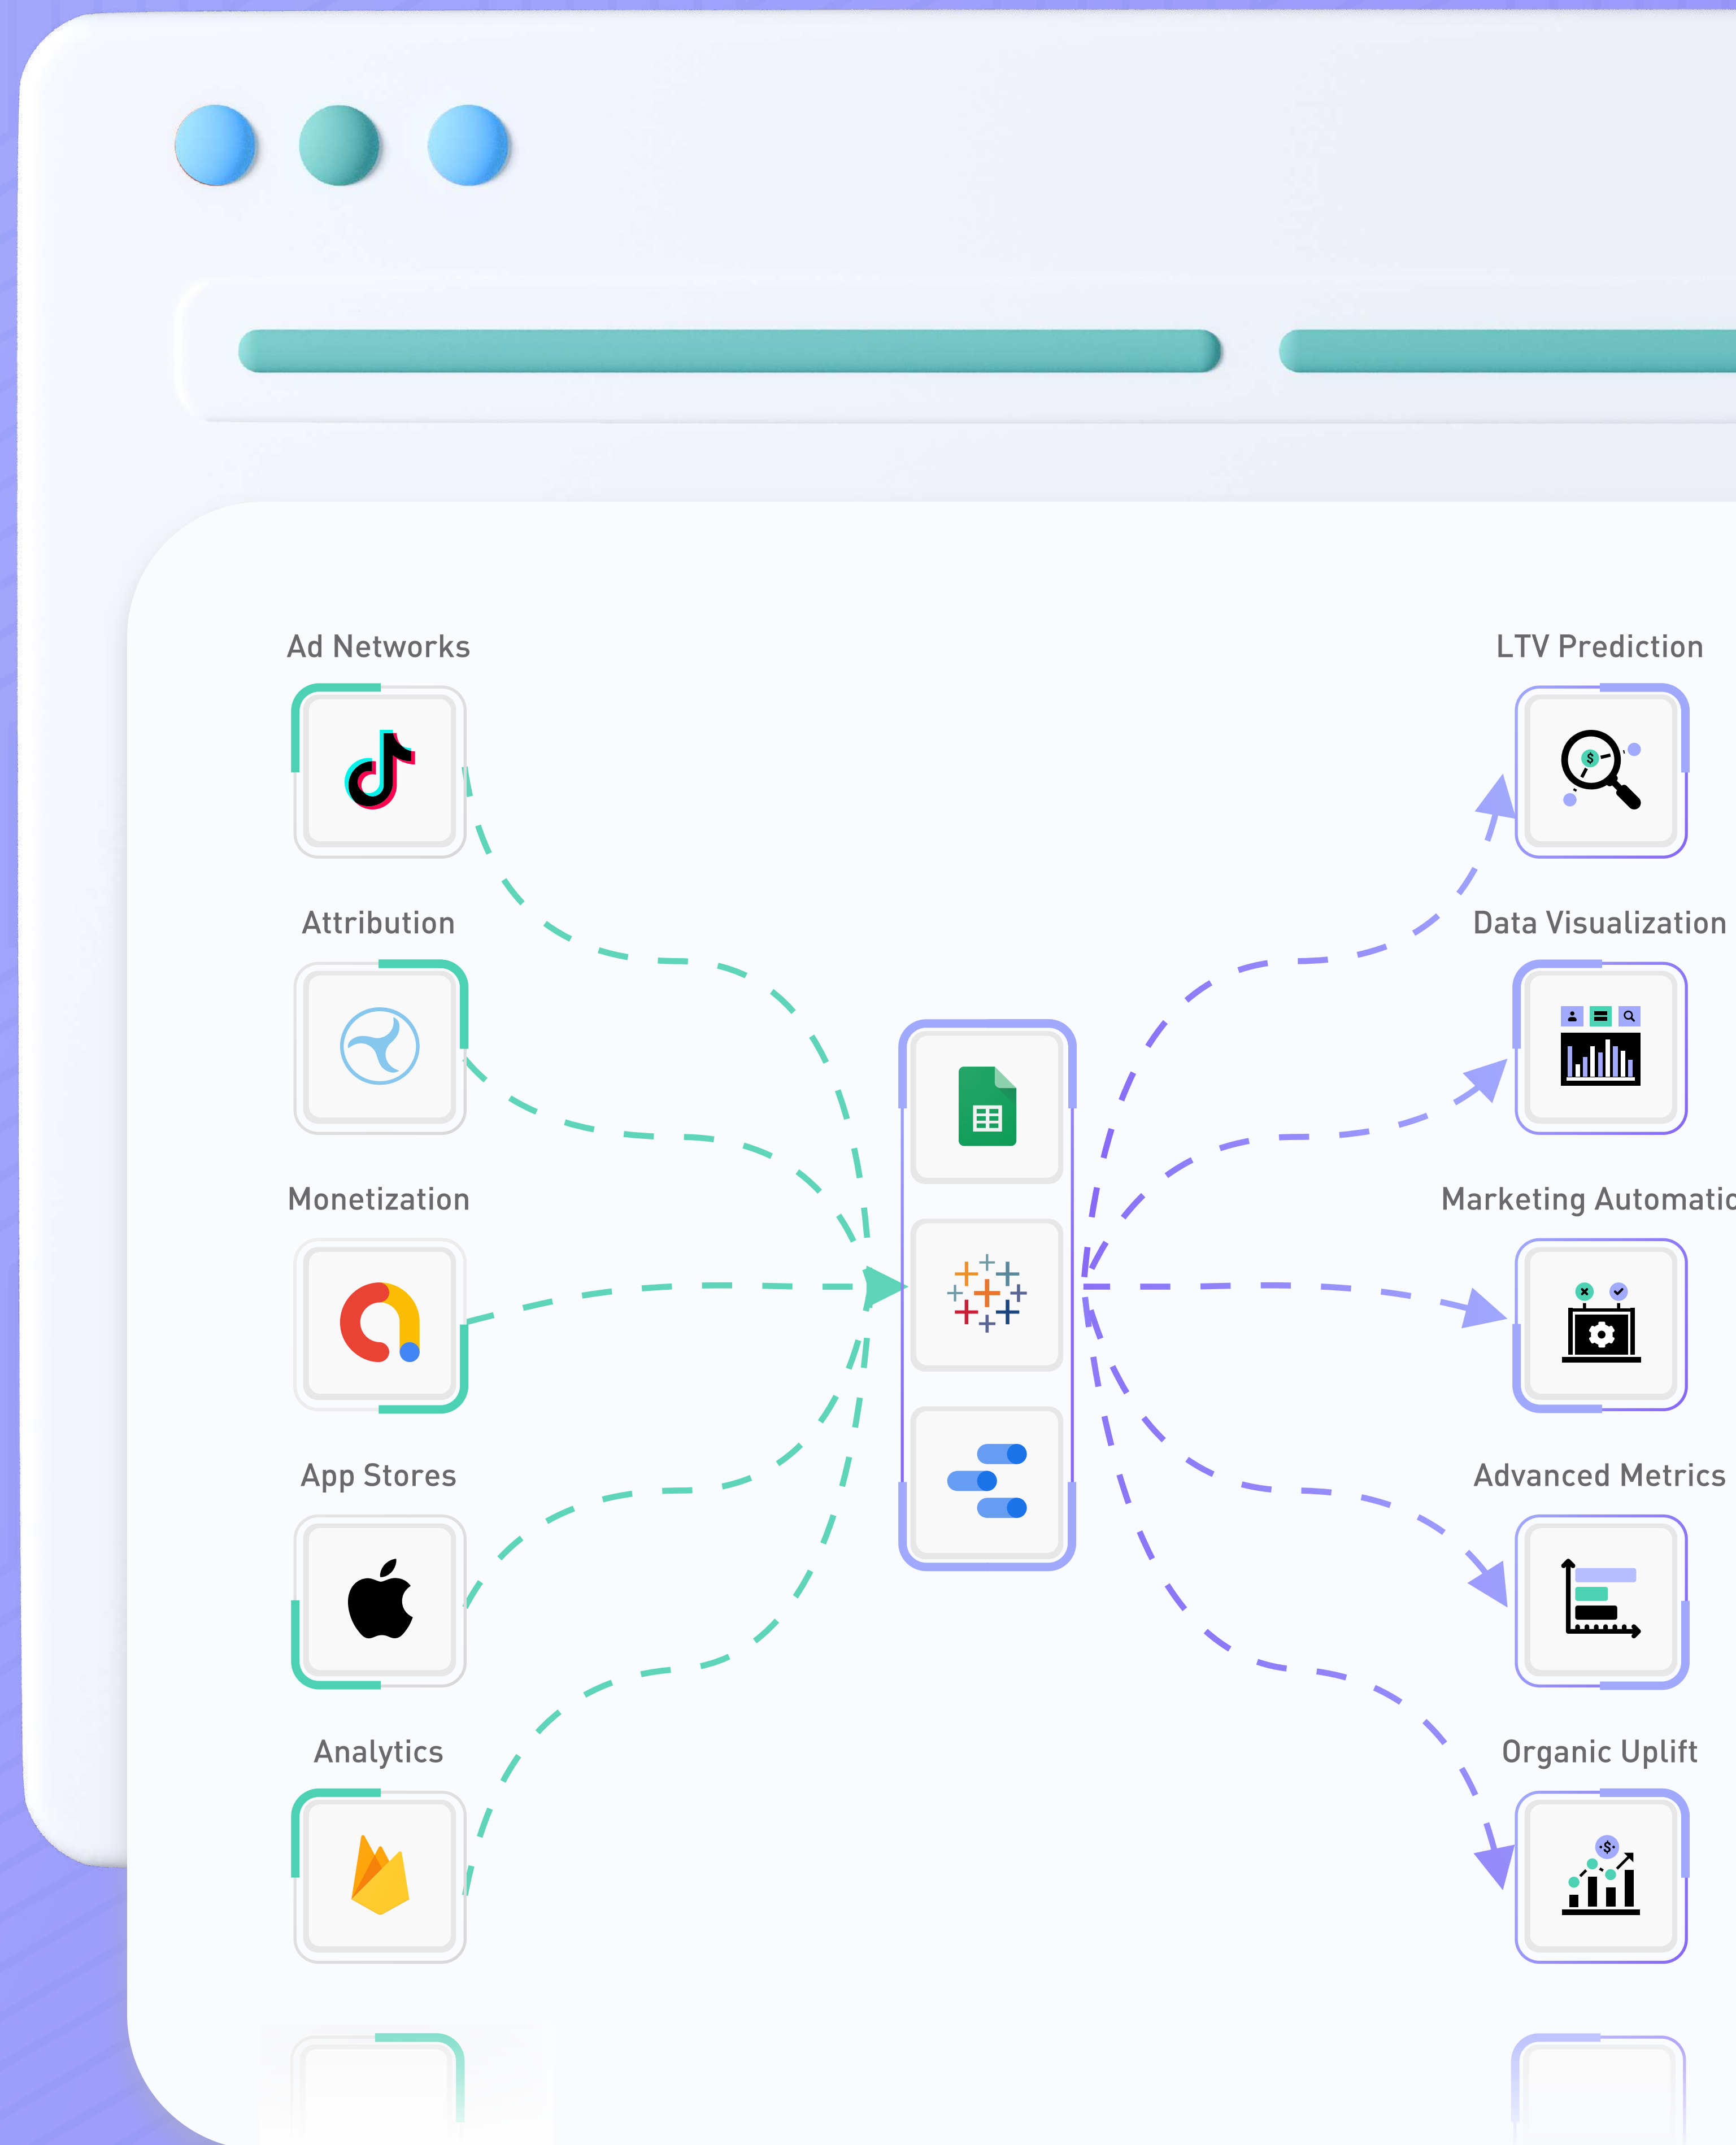 Ad Networks
LTV Prediction
Attribution
Data Visualization
Monetization
Marketing Automatic
App Stores
Advanced Metrics
Analytics
Organic Uplift